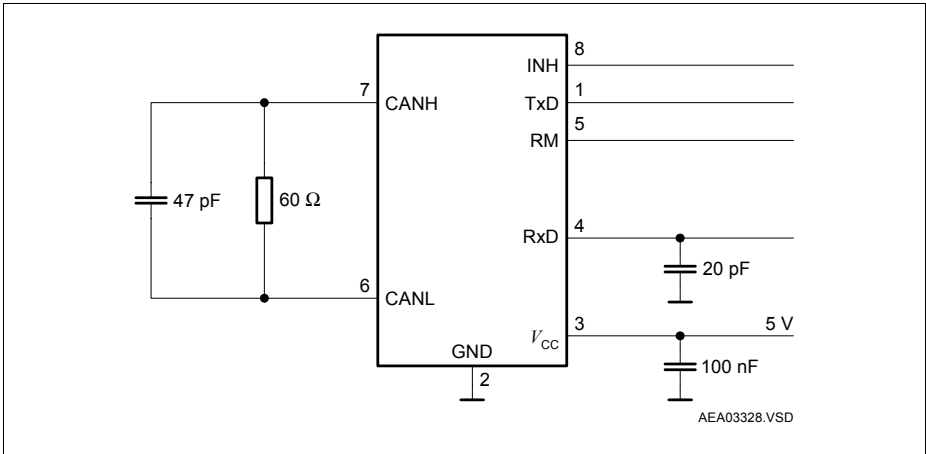 8
INH
7
1
CANH
TxD
5
RM
47 pF
60 Ω
4
RxD
20 pF
6
CANL
3
5 V
VCC
GND
100 nF
2
AEA03328.VSD